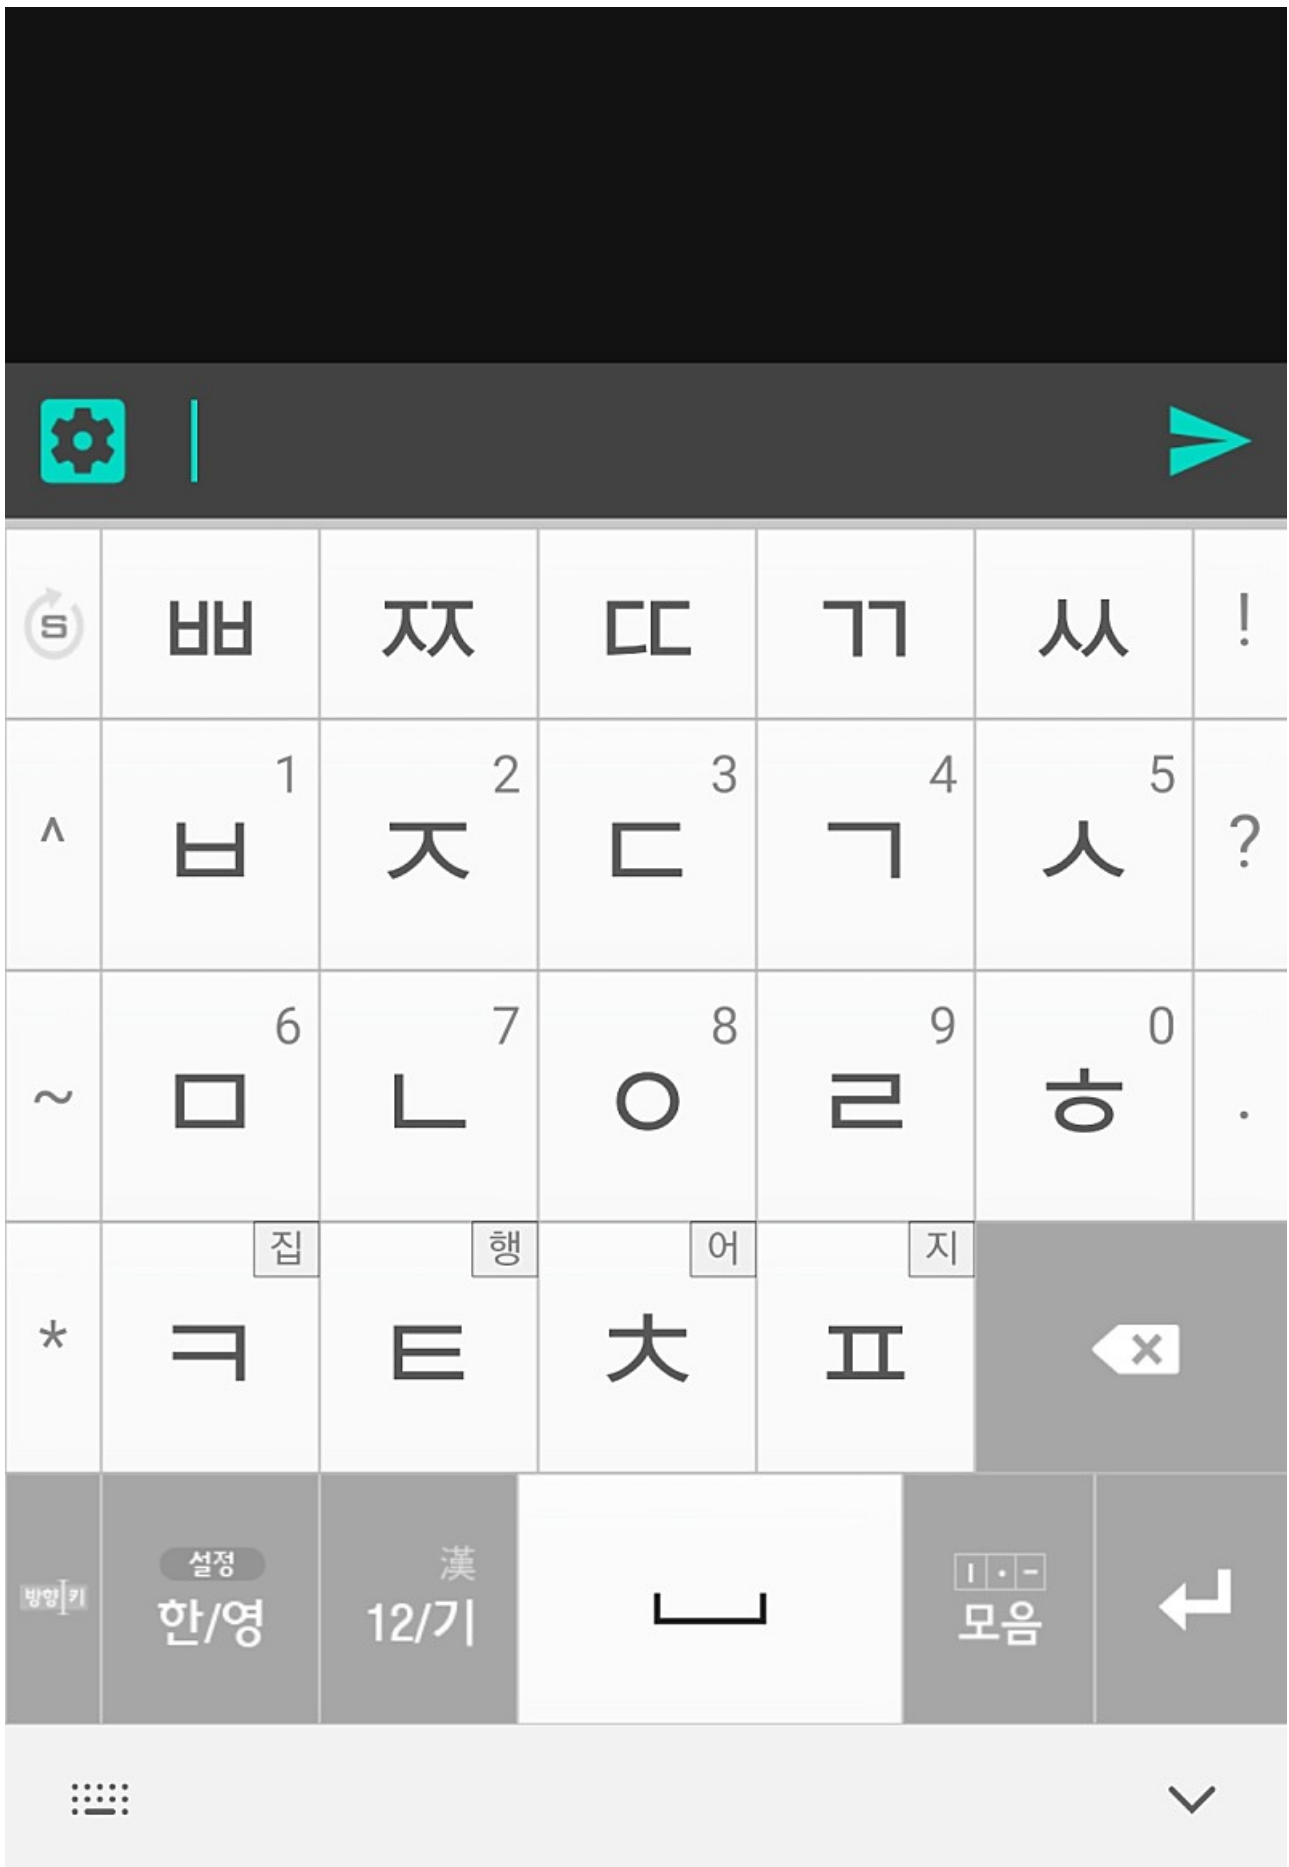 S ㅃ ㅉ ㄸ ㄲ ㅆ !
1 2 3 4 5
^ ㅂ ㅈ ㄷ ㄱ ㅅ ?
6 7 8 9 0
~ ㅁ ㄴ ㅇ ㄹ ㅎ .
집 행 어 지
* ㅋ ㅌ ㅊ ㅍ
설정 漢 ㅣ · ㅡ
방향키 한/영 12/기 모음